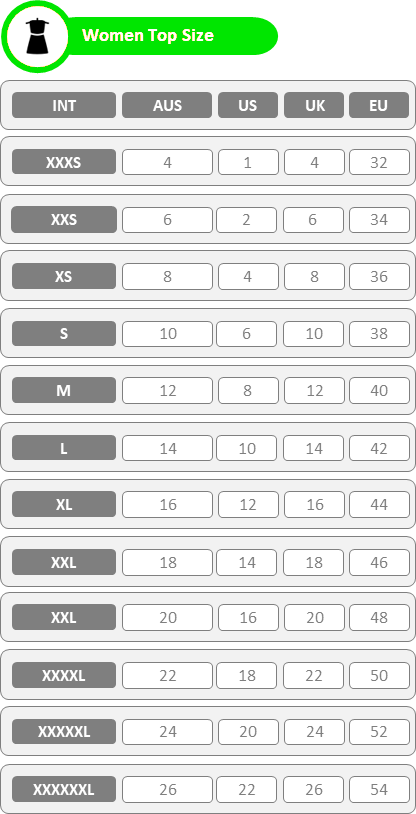 Women Top Size
INT AUS US UK EU
XXXS 4 1 4 32
XXS 6 2 6 34
XS 8 4 8 36
S 10 6 10 38
M 12 8 12 40
L 14 10 14 42
XL 16 12 16 44
XXL 18 14 18 46
XXL 20 16 20 48
XXXXL 22 18 22 50
XXXXXL 24 20 24 52
XXXXXXL 26 22 26 54